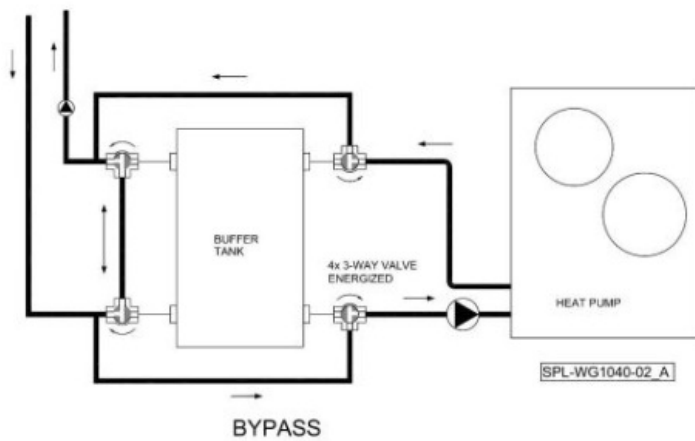 BUFFER
TANK
4x 3-WAY VALVE
ENERGIZED
HEAT PUMP
SPL-WG1040-02_A
BYPASS